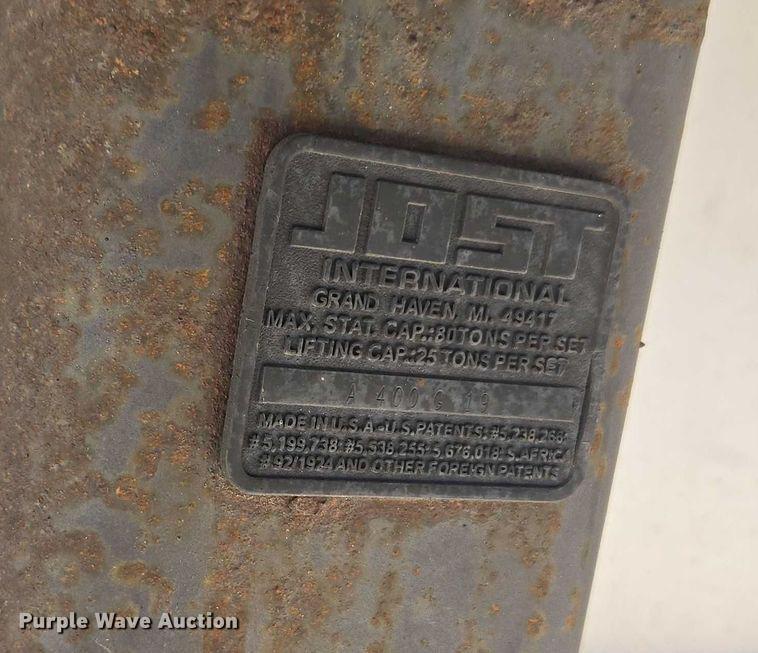 JOST
INTERNATIONAL
GRAND HAVEN, MI. 49417
MAX. STAT. CAP.:80 TONS PER SET
LIFTING CAP.:25 TONS PER SET
A 400 G 19
MADE IN U.S.A.-U.S. PATENTS: #5,238,266
#5,199,738: #5,538,255: 5,676,018: S. AFRICA
#92/1924 AND OTHER FOREIGN PATENTS
Purple Wave Auction